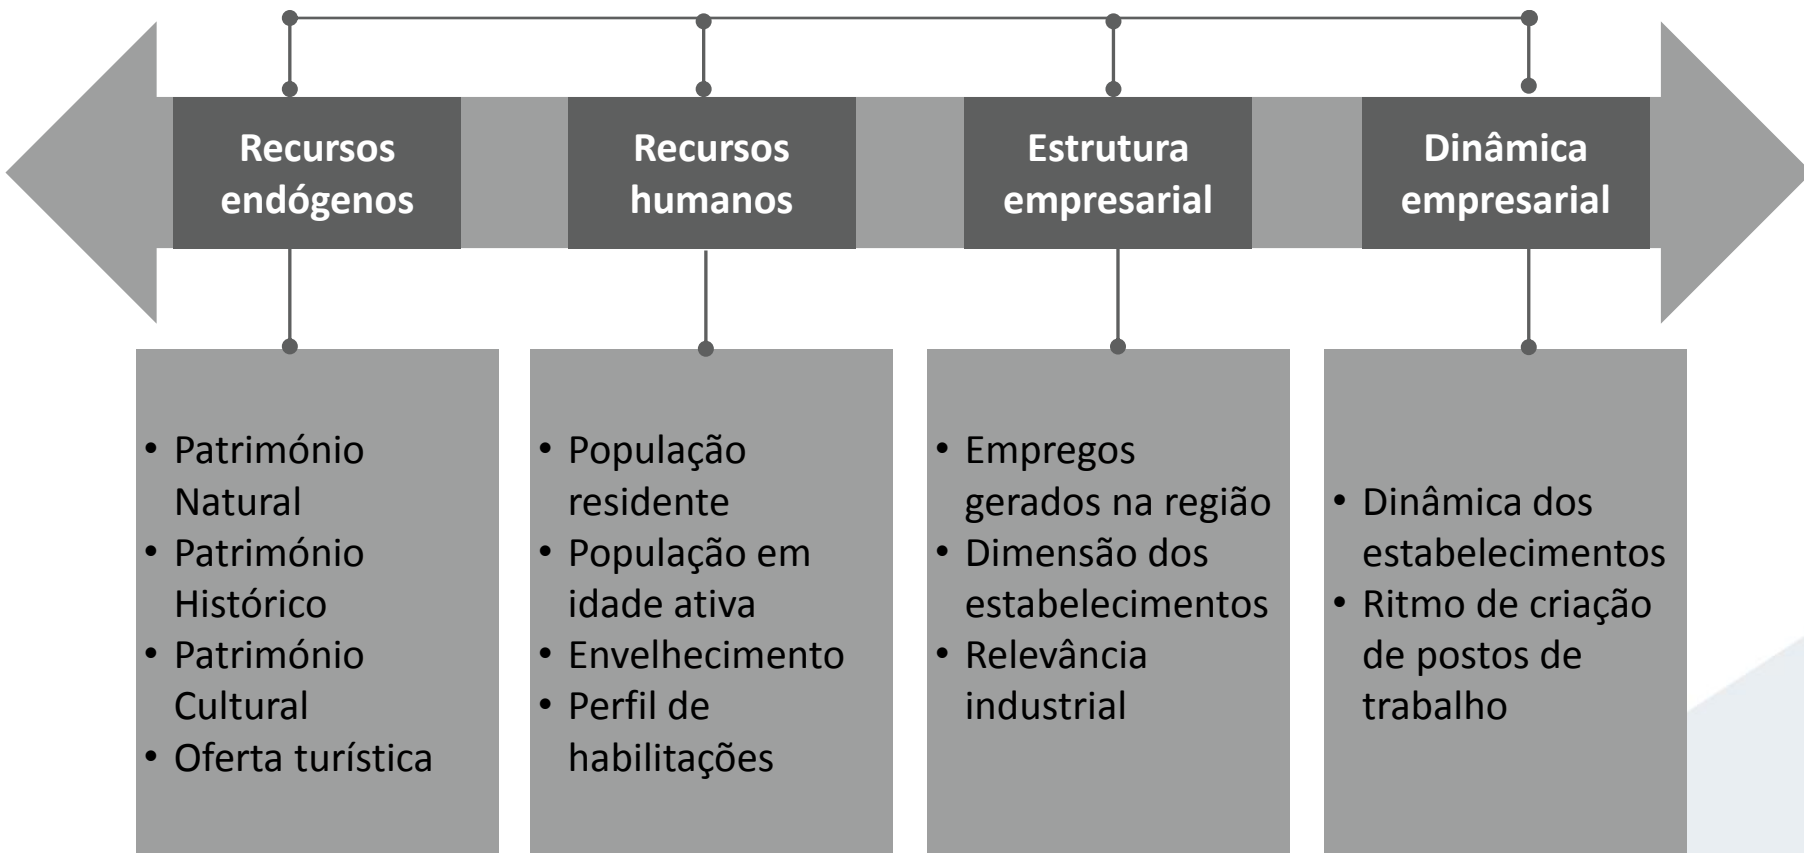 Recursos
endógenos
Recursos
humanos
Estrutura
empresarial
Dinâmica
empresarial
• Património
Natural
• Património
Histórico
• Património
Cultural
• Oferta turística
• População
residente
• População em
idade ativa
• Envelhecimento
• Perfil de
habilitações
• Empregos
gerados na região
• Dimensão dos
estabelecimentos
• Relevância
industrial
• Dinâmica dos
estabelecimentos
• Ritmo de criação
de postos de
trabalho